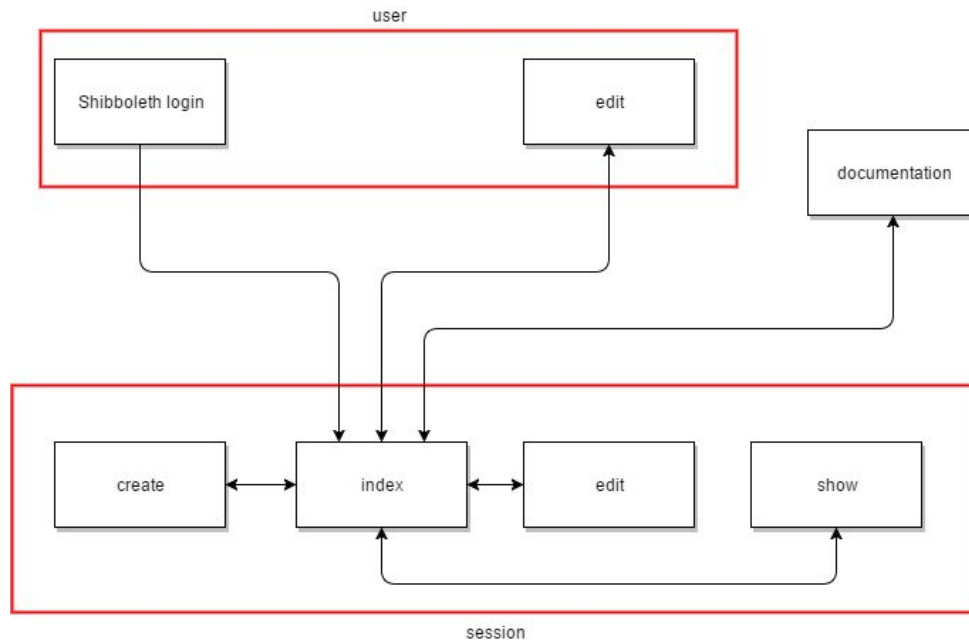 user
Shibboleth login
edit
documentation
create
index
edit
show
session